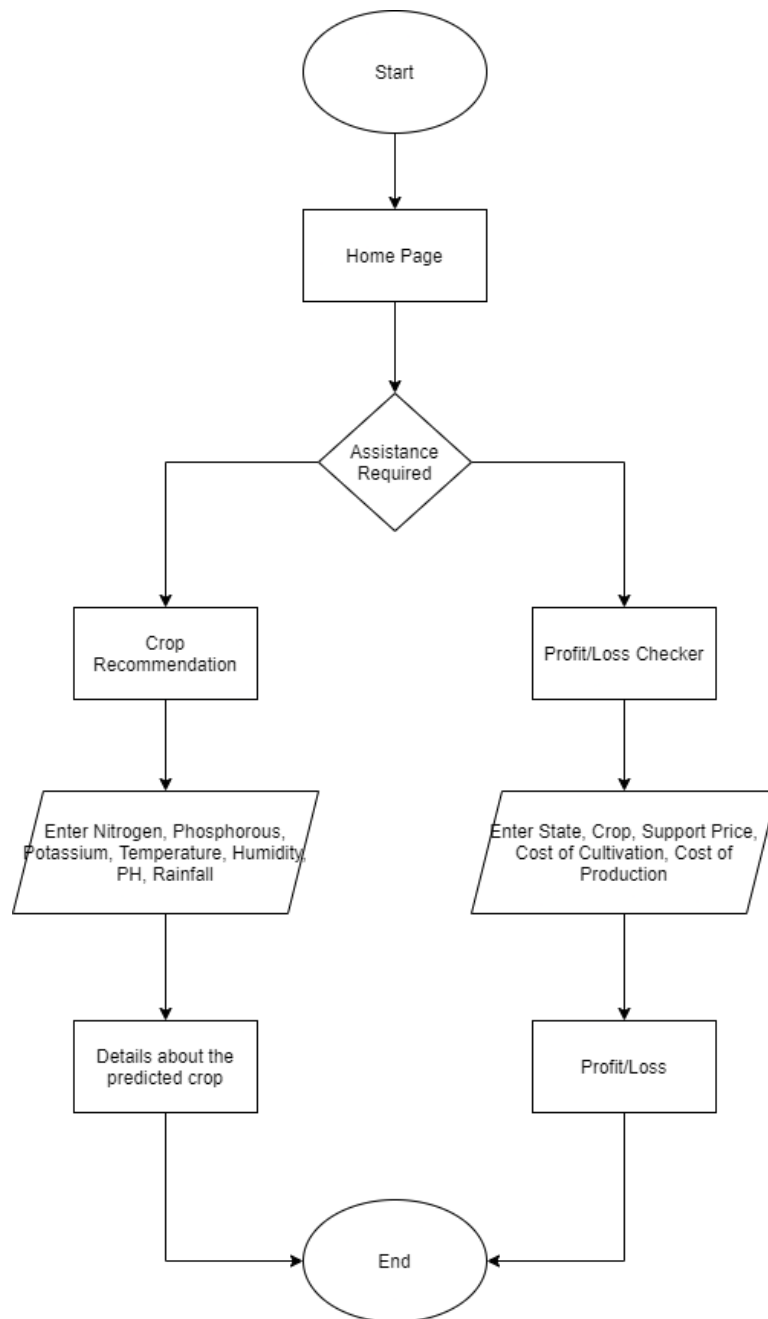 Start
Home Page
Assistance
Required
Crop
Recommendation
Profit/Loss Checker
Enter Nitrogen, Phosphorous,
Potassium, Temperature, Humidity,
PH, Rainfall
Enter State, Crop, Support Price,
Cost of Cultivation, Cost of
Production
Details about the
predicted crop
Profit/Loss
End